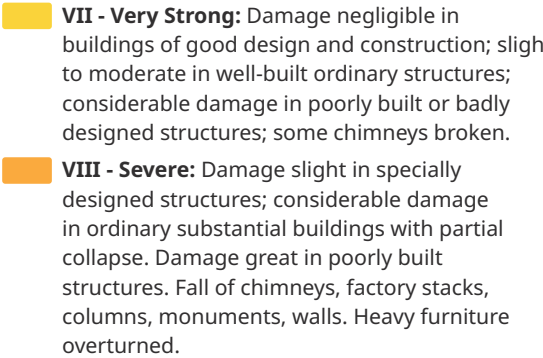 VII - Very Strong: Damage negligible in
buildings of good design and construction; sligh
to moderate in well-built ordinary structures;
considerable damage in poorly built or badly
designed structures; some chimneys broken.
VIII - Severe: Damage slight in specially
designed structures; considerable damage
in ordinary substantial buildings with partial
collapse. Damage great in poorly built
structures. Fall of chimneys, factory stacks,
columns, monuments, walls. Heavy furniture
overturned.